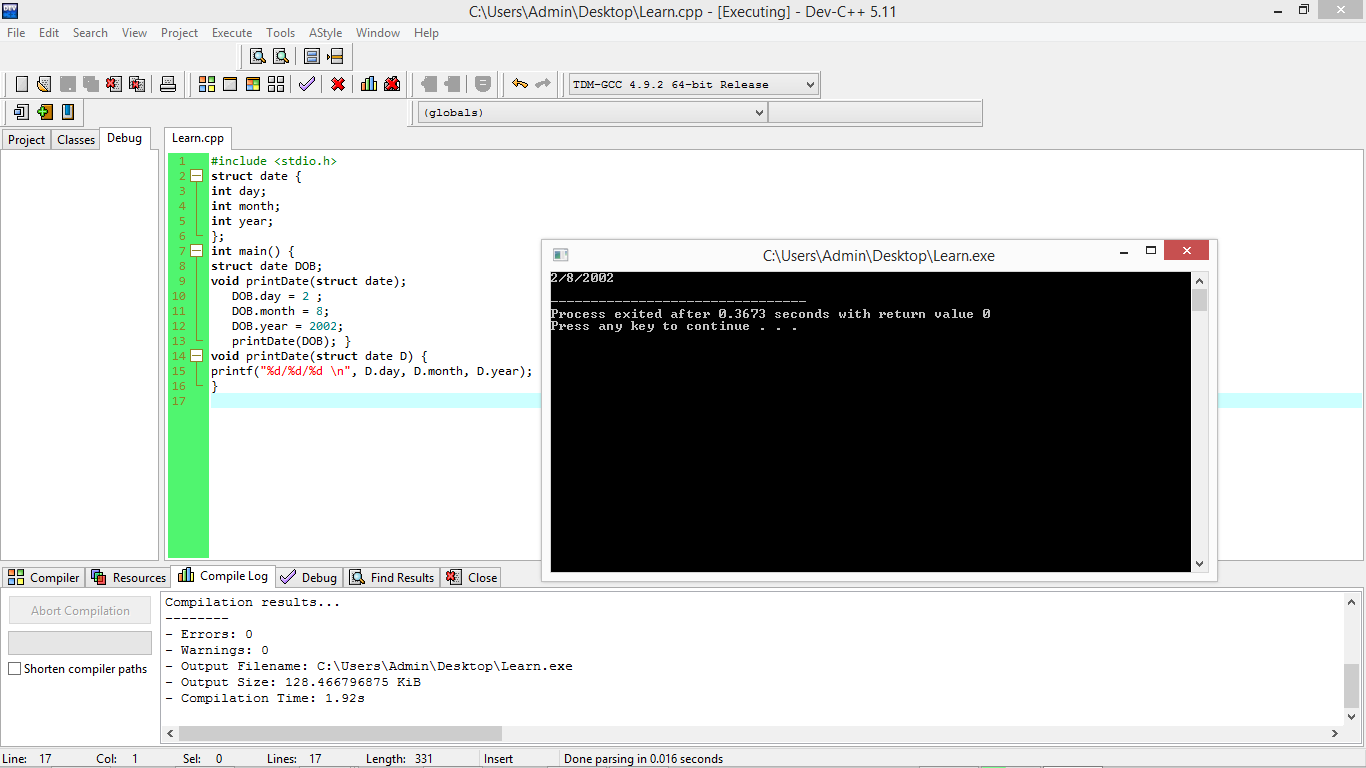 C:\Users\Admin\Desktop\Learn.cpp - [Executing] - Dev-C++ 5.11
File Edit Search View Project Execute Tools AStyle Window Help
TDM-GCC 4.9.2 64-bit Release
(globals)
Project Classes Debug
Learn.cpp
1 #include <stdio.h>
2 struct date {
3 int day;
4 int month;
5 int year;
6 };
7 int main() {
8 struct date DOB;
9 void printDate(struct date);
10 DOB.day = 2 ;
11 DOB.month = 8;
12 DOB.year = 2002;
13 printDate(DOB); }
14 void printDate(struct date D) {
15 printf("%d/%d/%d \n", D.day, D.month, D.year);
16 }
17
C:\Users\Admin\Desktop\Learn.exe
2/8/2002
--------------------------------
Process exited after 0.3673 seconds with return value 0
Press any key to continue . . .
Compiler Resources Compile Log Debug Find Results Close
Abort Compilation
Shorten compiler paths
Compilation results...
--------
- Errors: 0
- Warnings: 0
- Output Filename: C:\Users\Admin\Desktop\Learn.exe
- Output Size: 128.466796875 KiB
- Compilation Time: 1.92s
Line: 17 Col: 1 Sel: 0 Lines: 17 Length: 331 Insert Done parsing in 0.016 seconds